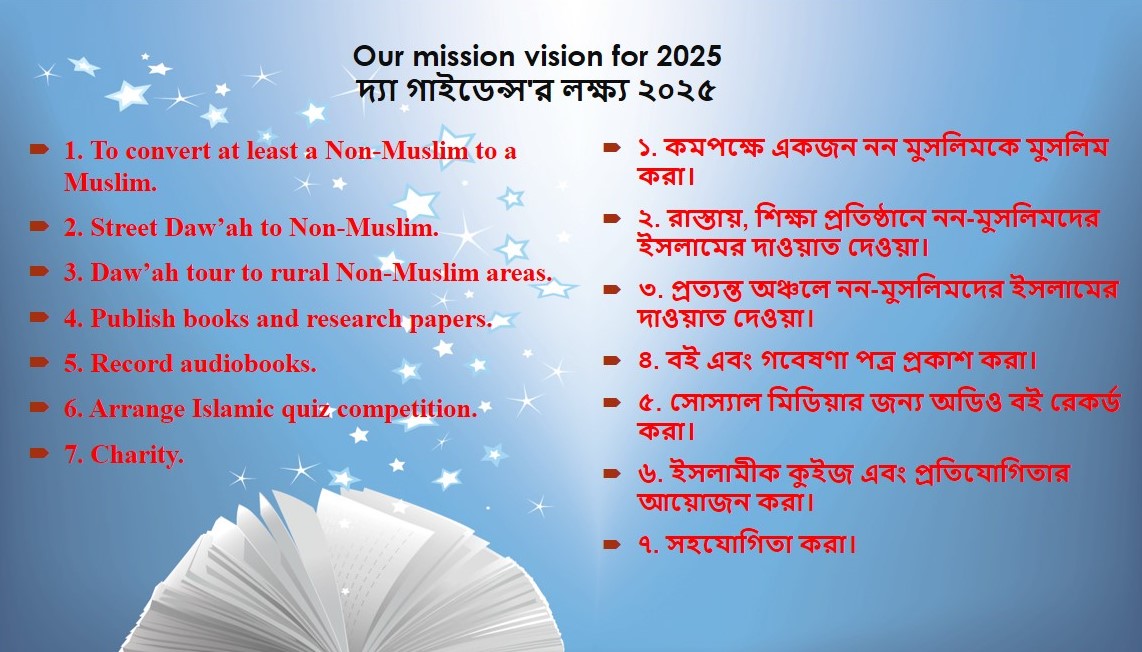 Our mission vision for 2025
দ্যা গাইডেন্স'র লক্ষ্য ২০২৫
1. To convert at least a Non-Muslim to a
Muslim.
2. Street Daw’ah to Non-Muslim.
3. Daw’ah tour to rural Non-Muslim areas.
4. Publish books and research papers.
5. Record audiobooks.
6. Arrange Islamic quiz competition.
7. Charity.
১. কমপক্ষে একজন নন মুসলিমকে মুসলিম
করা।
২. রাস্তায়, শিক্ষা প্রতিষ্ঠানে নন-মুসলিমদের
ইসলামের দাওয়াত দেওয়া।
৩. প্রত্যন্ত অঞ্চলে নন-মুসলিমদের ইসলামের
দাওয়াত দেওয়া।
৪. বই এবং গবেষণা পত্র প্রকাশ করা।
৫. সোস্যাল মিডিয়ার জন্য অডিও বই রেকর্ড
করা।
৬. ইসলামীক কুইজ এবং প্রতিযোগিতার
আয়োজন করা।
৭. সহযোগিতা করা।